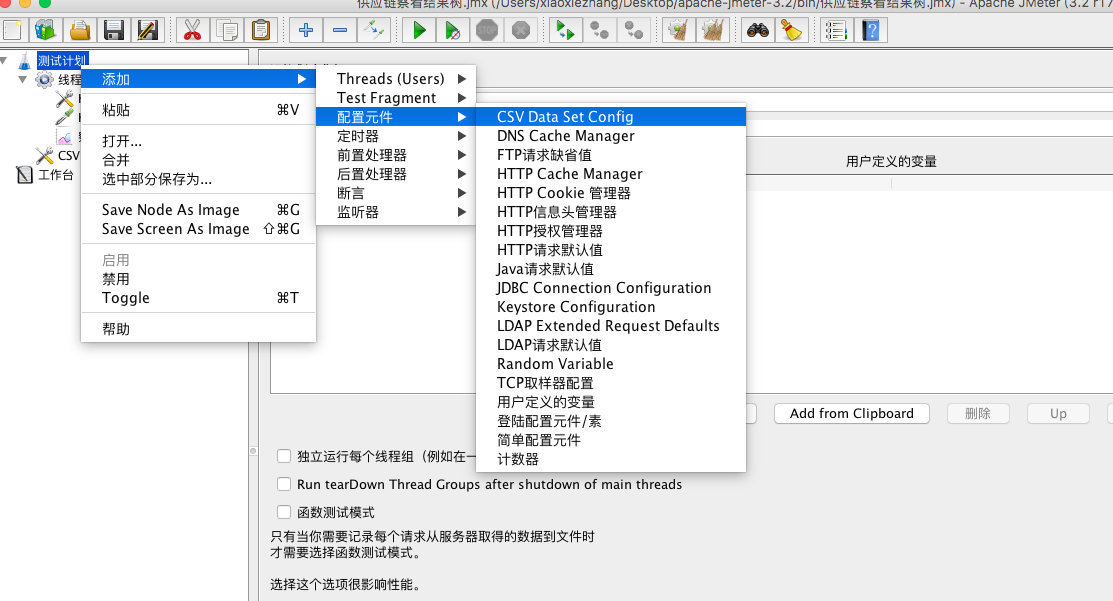 供应链察看结果树.jmx (/Users/xiaoxiezhang/Desktop/apache-jmeter-3.2/bin/供应链察看结果树.jmx) - Apache JMeter (3.2 r17
测试计划
线程
CSV
工作台
添加
粘贴 ⌘V
打开...
合并
选中部分保存为...
Save Node As Image ⌘G
Save Screen As Image ⇧⌘G
启用
禁用
Toggle ⌘T
帮助
Threads (Users)
Test Fragment
配置元件
定时器
前置处理器
后置处理器
断言
监听器
CSV Data Set Config
DNS Cache Manager
FTP请求缺省值
HTTP Cache Manager
HTTP Cookie 管理器
HTTP信息头管理器
HTTP授权管理器
HTTP请求默认值
Java请求默认值
JDBC Connection Configuration
Keystore Configuration
LDAP Extended Request Defaults
LDAP请求默认值
Random Variable
TCP取样器配置
用户定义的变量
登陆配置元件/素
简单配置元件
计数器
用户定义的变量
Add from Clipboard 删除 Up
独立运行每个线程组（例如在一
Run tearDown Thread Groups after shutdown of main threads
函数测试模式
只有当你需要记录每个请求从服务器取得的数据到文件时
才需要选择函数测试模式。
选择这个选项很影响性能。